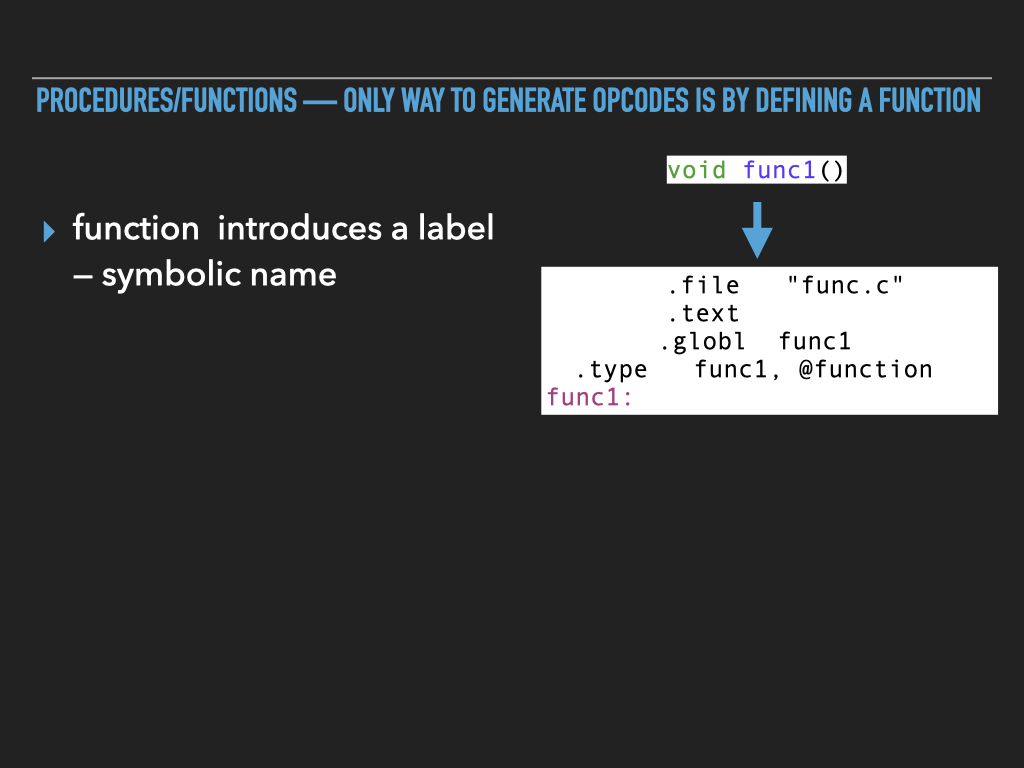 PROCEDURES/FUNCTIONS — ONLY WAY TO GENERATE OPCODES IS BY DEFINING A FUNCTION
function  introduces a label
– symbolic name
void func1()
.file   "func.c"
.text
.globl  func1
.type   func1, @function
func1: